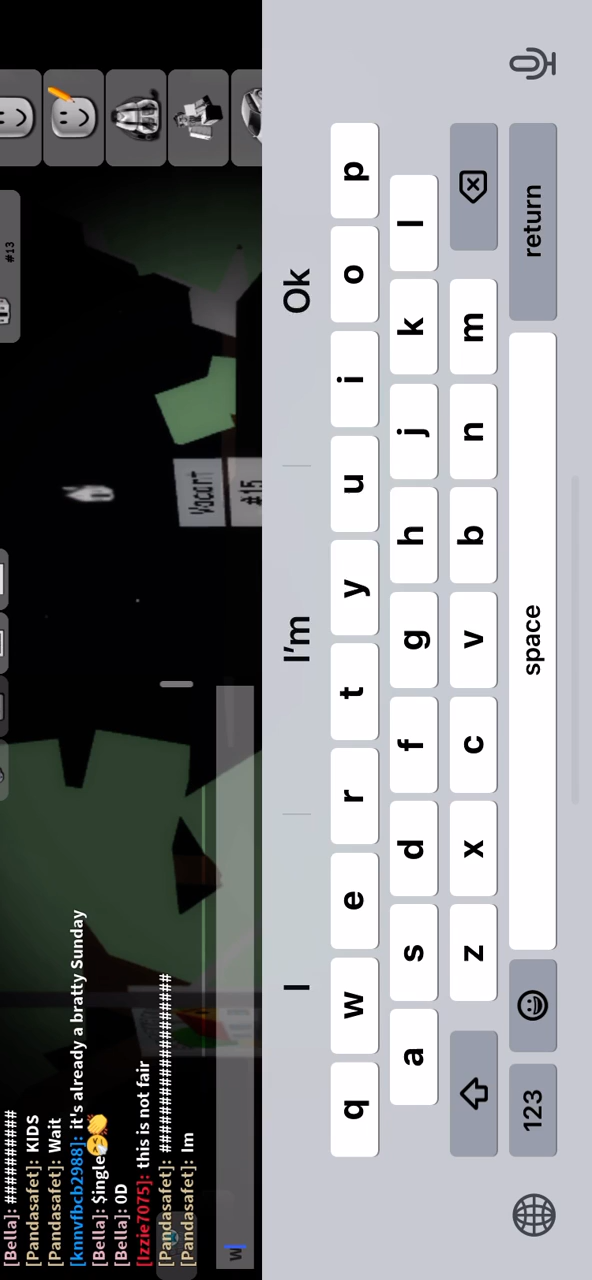 #13
Vacant
#15
[Bella]: ###########
[Pandasafet]: KIDS
[Pandasafet]: Wait
[knnvfbcb2988]: it's already a bratty Sunday
[Bella]: $ingle🤧👏
[Bella]: 0D
[Izzie7075]: this is not fair
[Pandasafet]: ######################
[Pandasafet]: Im
w
I I'm Ok
q w e r t y u i o p
a s d f g h j k l
z x c v b n m
123 space return